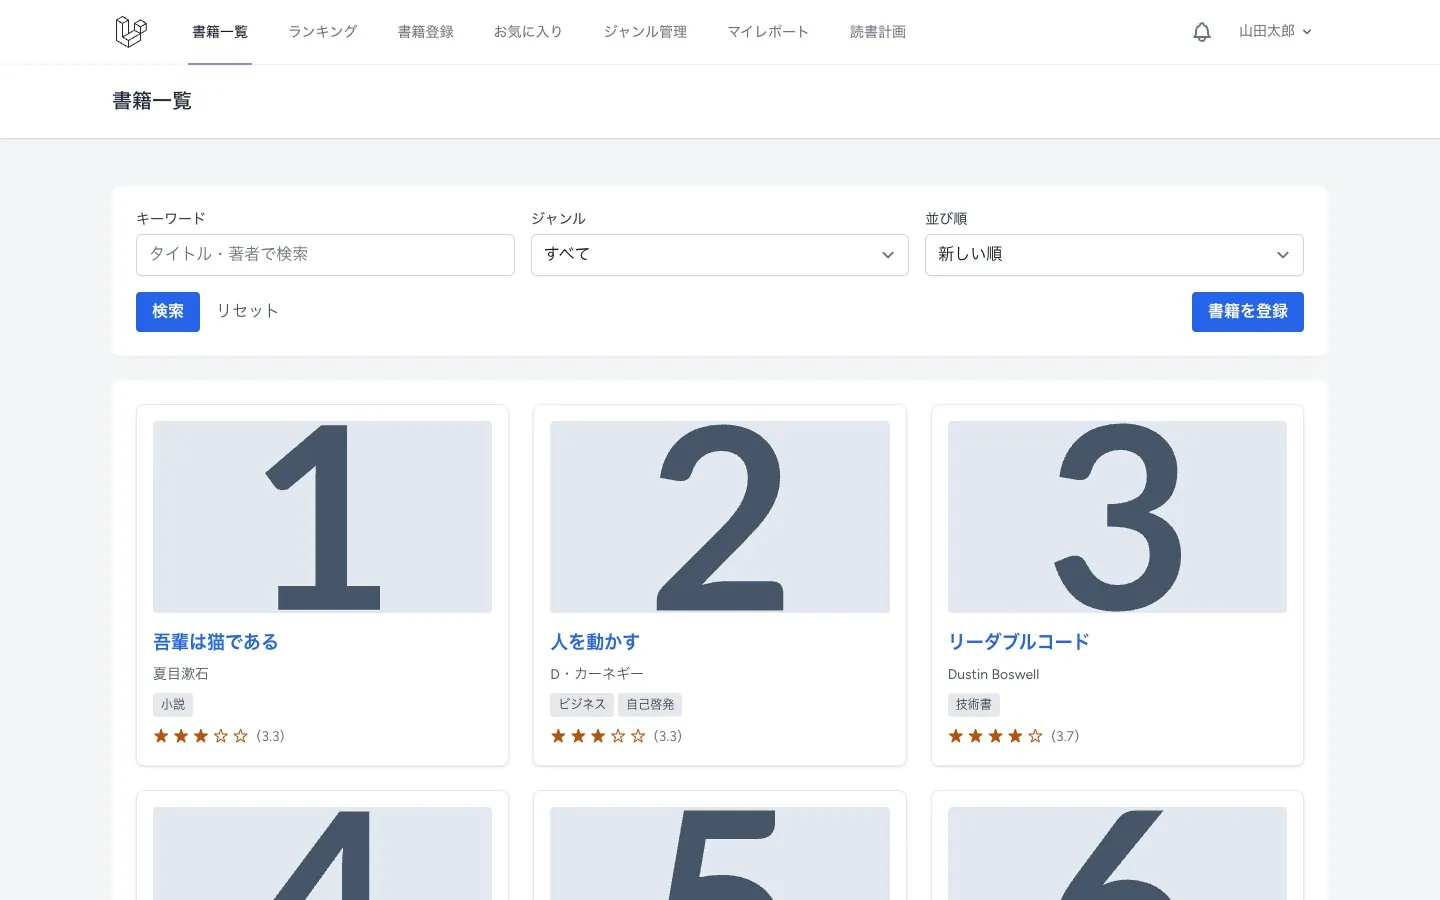 書籍一覧 ランキング 書籍登録 お気に入り ジャンル管理 マイレポート 読書計画 山田太郎
書籍一覧
キーワード ジャンル 並び順
タイトル・著者で検索 すべて 新しい順
検索 リセット 書籍を登録
1 2 3
吾輩は猫である 人を動かす リーダブルコード
夏目漱石 D・カーネギー Dustin Boswell
小説 ビジネス 自己啓発 技術書
★★★☆☆ (3.3) ★★★☆☆ (3.3) ★★★★☆ (3.7)
4 5 6